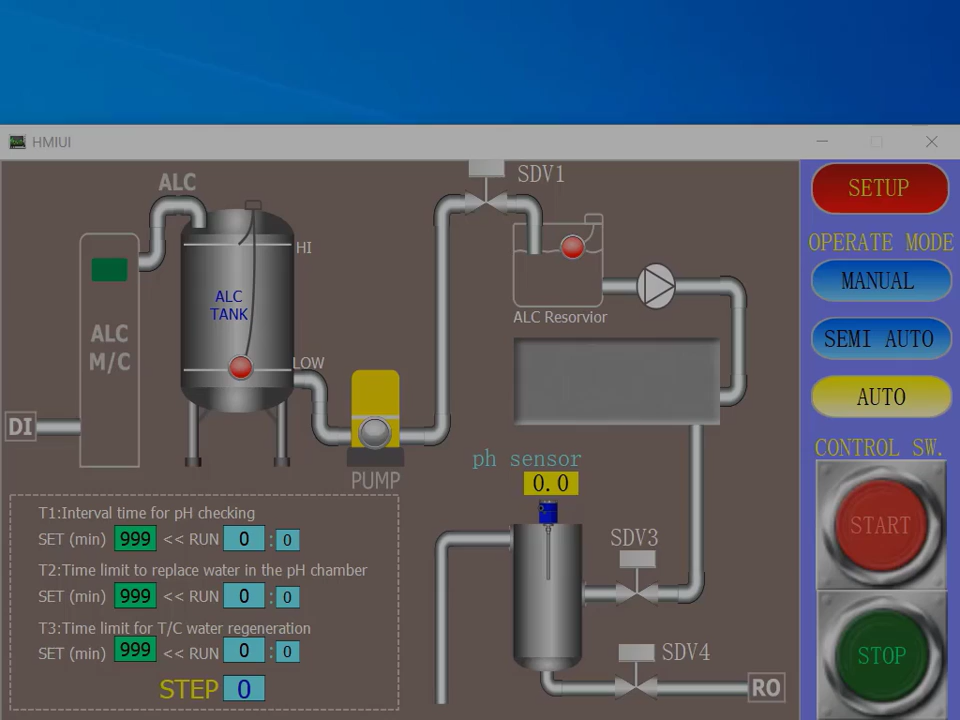 HMIUI
SDV1
SETUP
ALC
OPERATE MODE
HI
MANUAL
ALC
TANK
ALC Resorvior
ALC
M/C
SEMI AUTO
LOW
AUTO
DI
CONTROL SW.
ph sensor
PUMP
0.0
START
T1:Interval time for pH checking
SET (min) 999 << RUN 0 : 0
SDV3
T2:Time limit to replace water in the pH chamber
SET (min) 999 << RUN 0 : 0
T3:Time limit for T/C water regeneration
SET (min) 999 << RUN 0 : 0
SDV4
STOP
STEP 0
RO